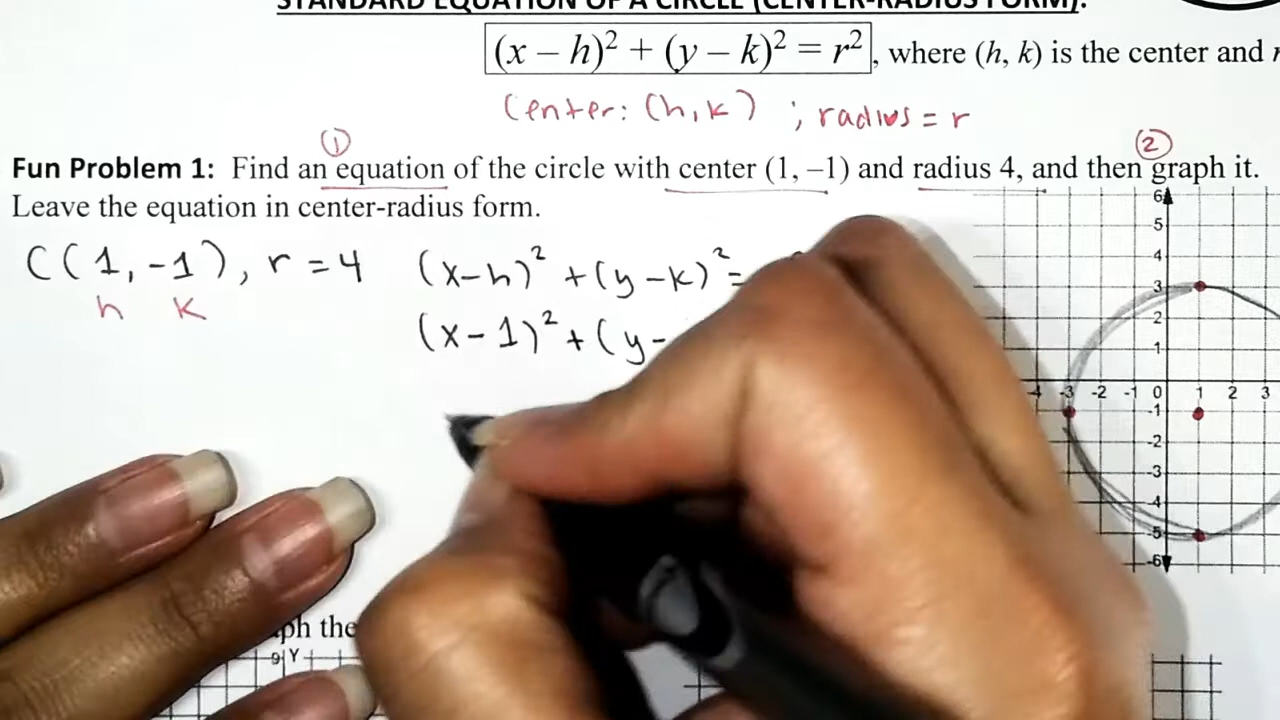 STANDARD EQUATION OF A CIRCLE (CENTER-RADIUS FORM):
(x – h)² + (y – k)² = r², where (h, k) is the center and r
Center: (h, k) ; radius = r
① ②
Fun Problem 1: Find an equation of the circle with center (1, –1) and radius 4, and then graph it.
Leave the equation in center-radius form.
C(1, -1), r = 4 (x-h)² + (y-k)² =
h k (x-1)² + (y-
6
5
4
3
2
1
-4 -3 -2 -1 0 1 2 3
-1
-2
-3
-4
-5
-6
the
9 Y